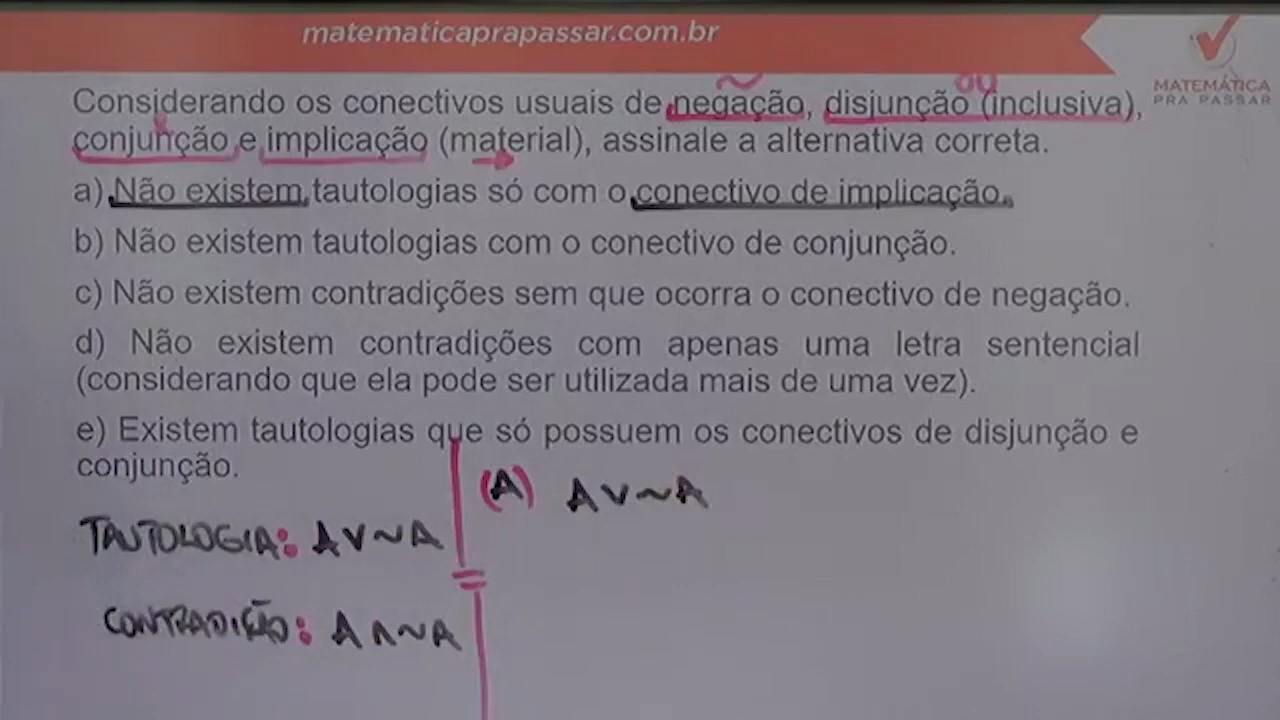 matematicaprapassar.com.br
MATEMÁTICA
PRA PASSAR
~ ou
Considerando os conectivos usuais de negação, disjunção (inclusiva),
conjunção e implicação (material), assinale a alternativa correta.
a) Não existem tautologias só com o conectivo de implicação.
b) Não existem tautologias com o conectivo de conjunção.
c) Não existem contradições sem que ocorra o conectivo de negação.
d) Não existem contradições com apenas uma letra sentencial
(considerando que ela pode ser utilizada mais de uma vez).
e) Existem tautologias que só possuem os conectivos de disjunção e
conjunção.
(A) A V ~ A
TAUTOLOGIA: A V ~ A
CONTRADIÇÃO: A ∧ ~ A